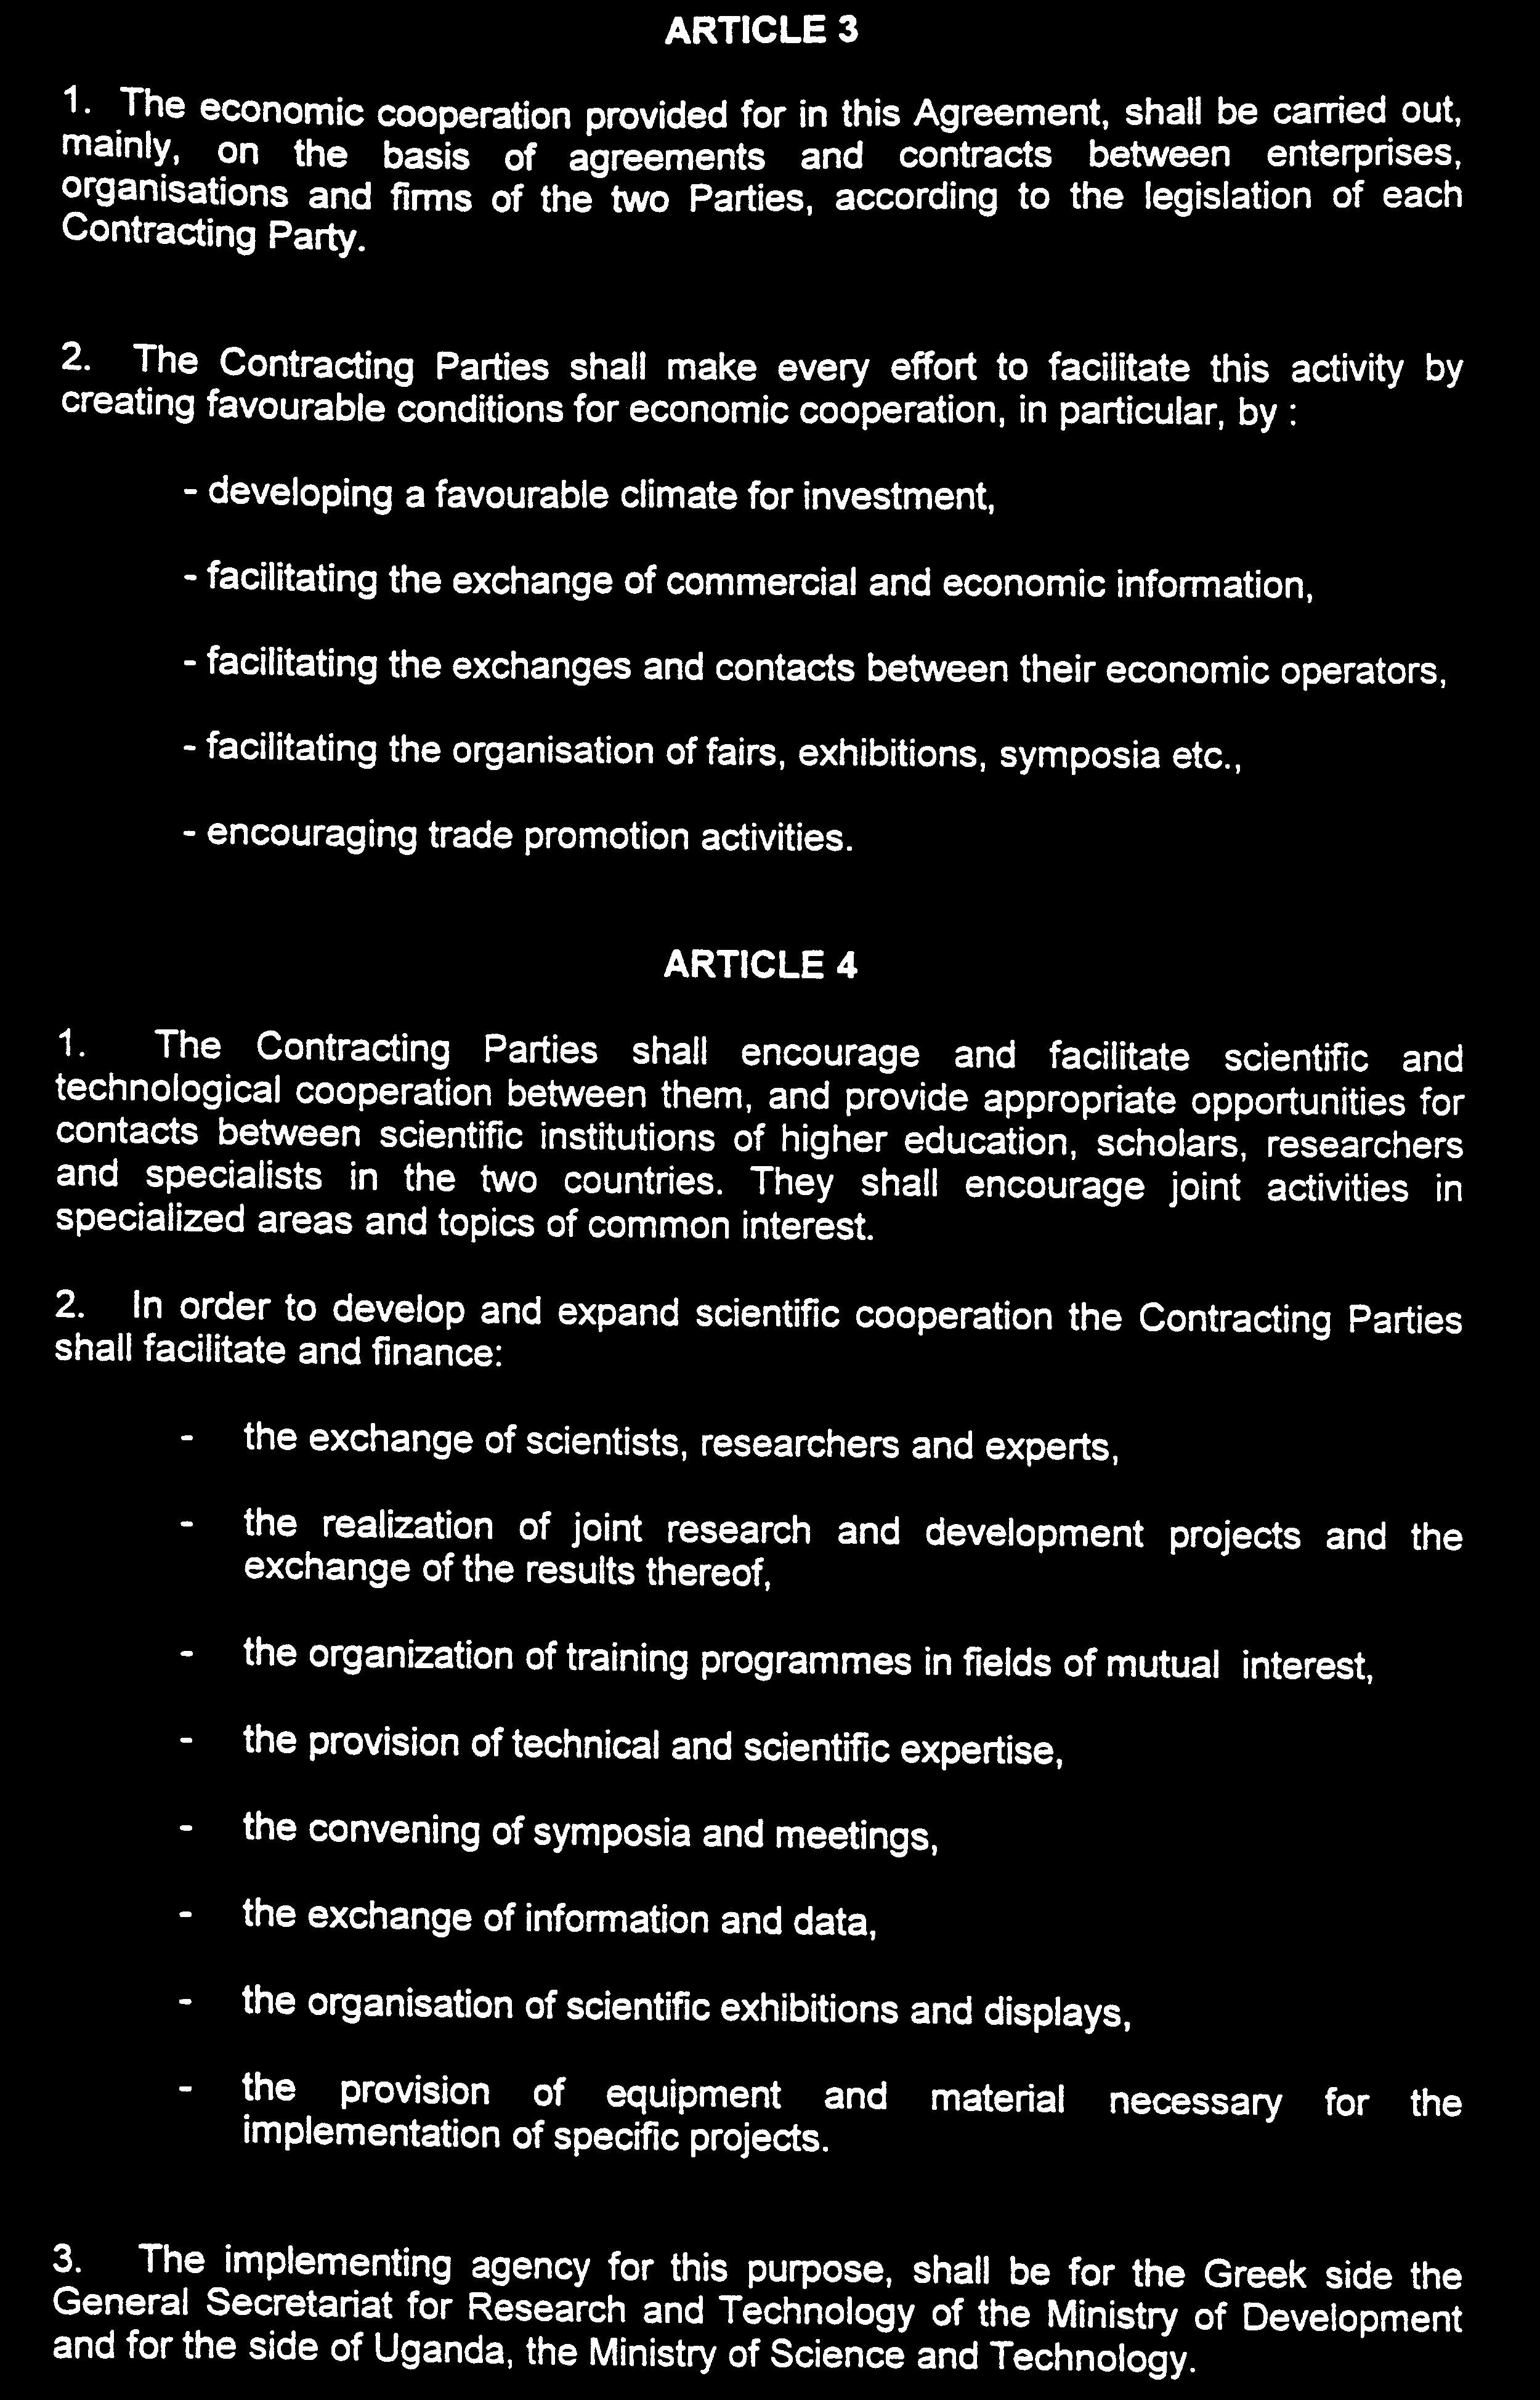 ARTICLE 3
1. The economic cooperation provided for in this Agreement, shall be carried out,
mainly, on the basis of agreements and contracts between enterprises,
organisations and firms of the two Parties, according to the legislation of each
Contracting Party.
2. The Contracting Parties shall make every effort to facilitate this activity by
creating favourable conditions for economic cooperation, in particular, by :
- developing a favourable climate for investment,
- facilitating the exchange of commercial and economic information,
- facilitating the exchanges and contacts between their economic operators,
- facilitating the organisation of fairs, exhibitions, symposia etc.,
- encouraging trade promotion activities.
ARTICLE 4
1. The Contracting Parties shall encourage and facilitate scientific and
technological cooperation between them, and provide appropriate opportunities for
contacts between scientific institutions of higher education, scholars, researchers
and specialists in the two countries. They shall encourage joint activities in
specialized areas and topics of common interest.
2. In order to develop and expand scientific cooperation the Contracting Parties
shall facilitate and finance:
- the exchange of scientists, researchers and experts,
- the realization of joint research and development projects and the
exchange of the results thereof,
- the organization of training programmes in fields of mutual interest,
- the provision of technical and scientific expertise,
- the convening of symposia and meetings,
- the exchange of information and data,
- the organisation of scientific exhibitions and displays,
- the provision of equipment and material necessary for the
implementation of specific projects.
3. The implementing agency for this purpose, shall be for the Greek side the
General Secretariat for Research and Technology of the Ministry of Development
and for the side of Uganda, the Ministry of Science and Technology.